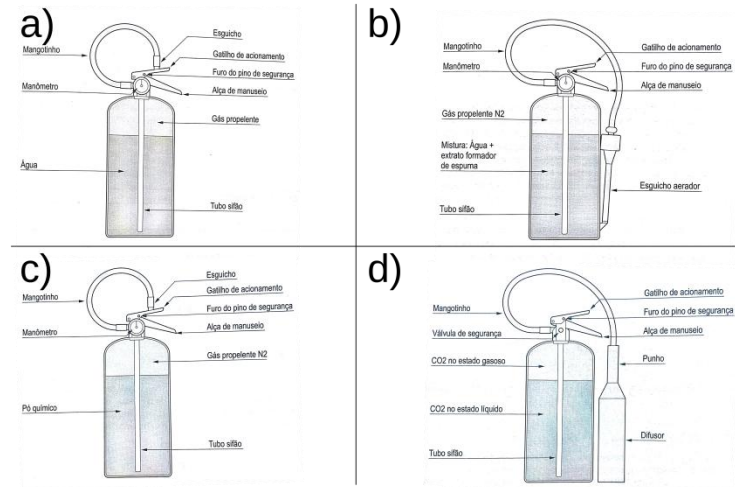 a)
Esguicho
Mangotinho
Gatilho de acionamento
Furo do pino de segurança
Manômetro
Alça de manuseio
Gás propelente
Água
Tubo sifão
b)
Mangotinho
Gatilho de acionamento
Manômetro
Furo do pino de segurança
Alça de manuseio
Gás propelente N2
Mistura: Água +
extrato formador
de espuma
Esguicho aerador
Tubo sifão
c)
Esguicho
Gatilho de acionamento
Mangotinho
Furo do pino de segurança
Manômetro
Alça de manuseio
Gás propelente N2
Pó químico
Tubo sifão
d)
Gatilho de acionamento
Mangotinho
Furo do pino de segurança
Válvula de segurança
Alça de manuseio
CO2 no estado gasoso
Punho
CO2 no estado líquido
Difusor
Tubo sifão